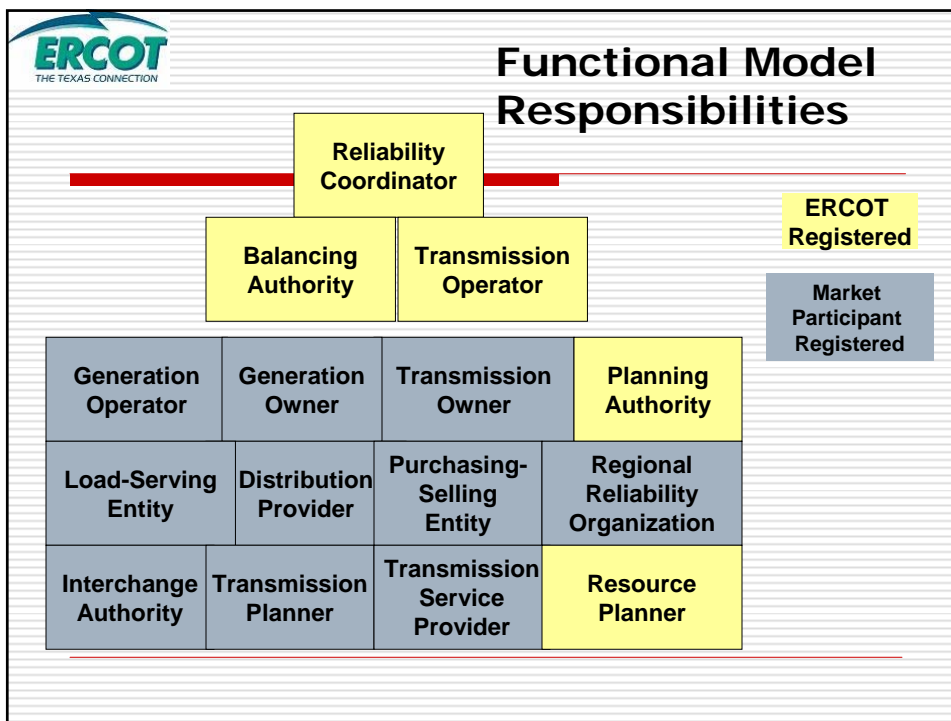 ERCOT
THE TEXAS CONNECTION
Functional Model
Responsibilities
Reliability
Coordinator
ERCOT
Registered
Balancing
Authority
Transmission
Operator
Market
Participant
Registered
Generation
Operator
Generation
Owner
Transmission
Owner
Planning
Authority
Load-Serving
Entity
Distribution
Provider
Purchasing-
Selling
Entity
Regional
Reliability
Organization
Interchange
Authority
Transmission
Planner
Transmission
Service
Provider
Resource
Planner